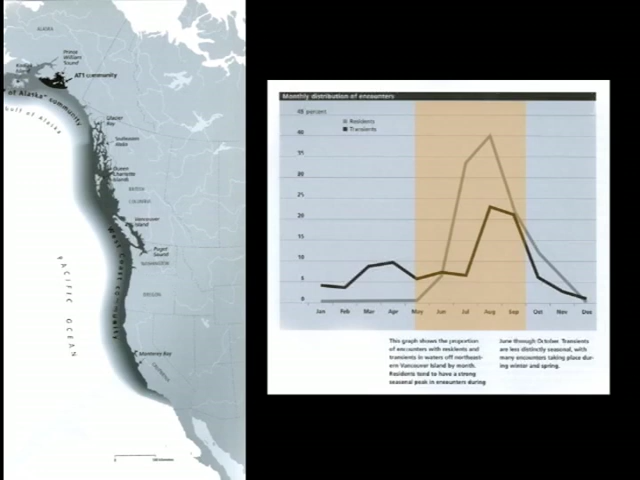 ALASKA
Prince
William
Sound
Kodiak
Island
AT1 community
of Alaska" community
Gulf of Alaska
Glacier
Bay
Southeast
Alaska
Queen
Charlotte
Islands
BRITISH
COLUMBIA
Vancouver
Island
Puget
Sound
WASHINGTON
West Coast community
PACIFIC OCEAN
OREGON
Monterey Bay
CALIFORNIA
0
Monthly distribution of encounters
45 percent
Residents
Transients
40
35
30
25
20
15
10
5
0
Jan Feb Mar Apr May Jun Jul Aug Sep Oct Nov Dec
This graph shows the proportion
of encounters with residents and
transients in waters off northeast-
ern Vancouver Island by month.
Residents tend to have a strong
seasonal peak in encounters during
June through October. Transients
are less distinctly seasonal, with
many encounters taking place dur-
ing winter and spring.